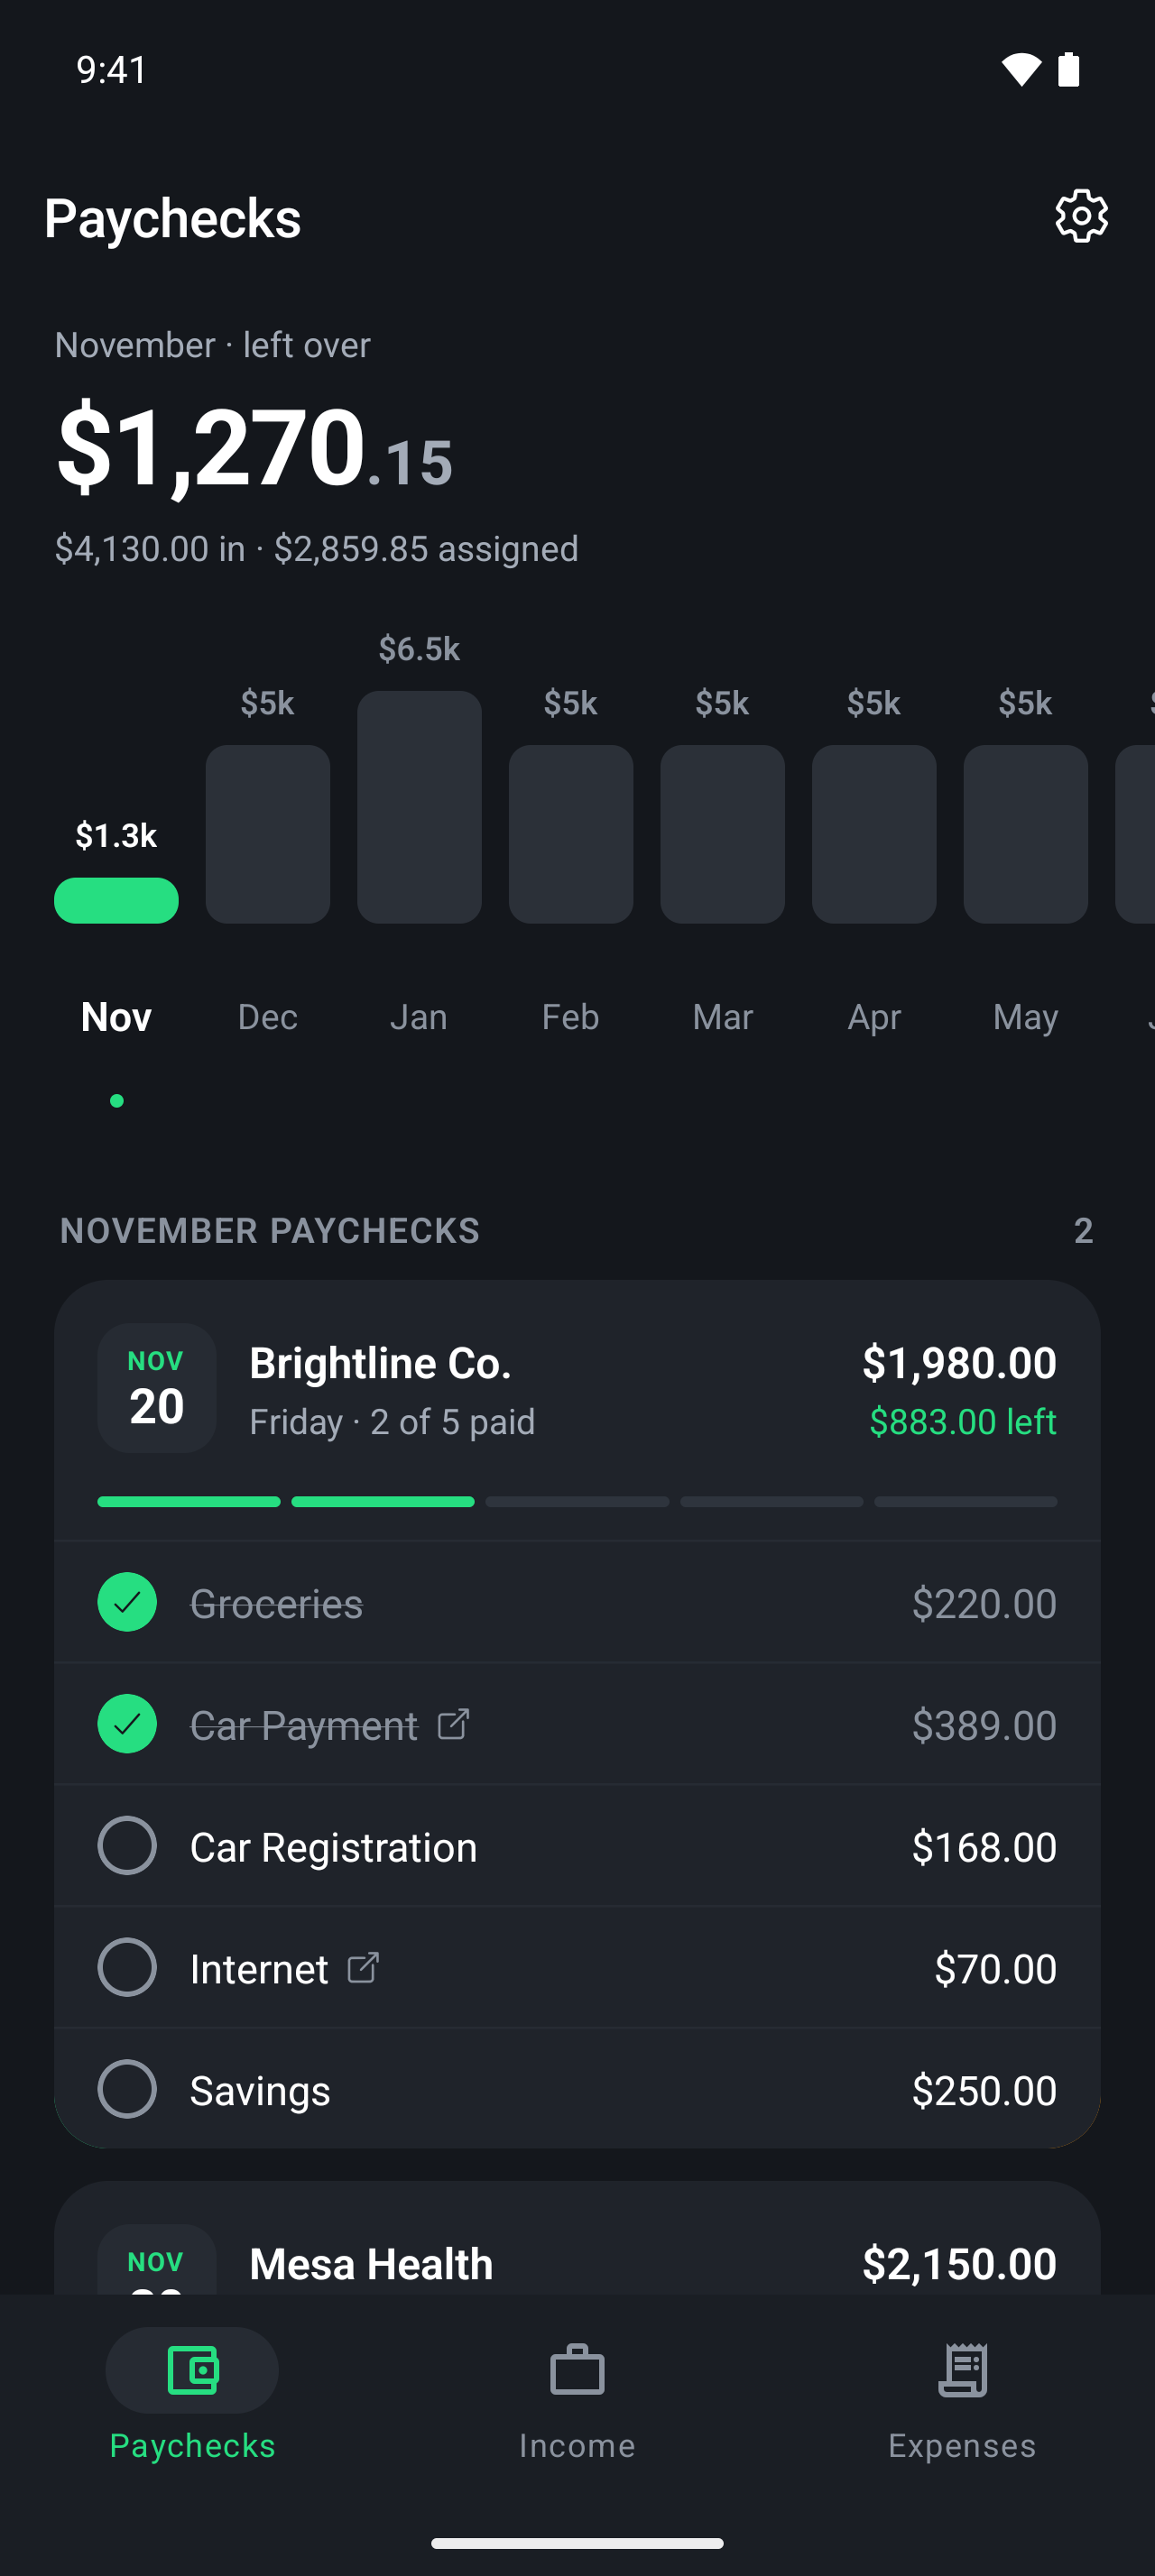 9:41
Paychecks
November · left over
$1,270.15
$4,130.00 in · $2,859.85 assigned
$6.5k
$5k $5k $5k $5k $5k
$1.3k
Nov Dec Jan Feb Mar Apr May
NOVEMBER PAYCHECKS 2
NOV
20
Brightline Co. $1,980.00
Friday · 2 of 5 paid $883.00 left
Groceries $220.00
Car Payment $389.00
Car Registration $168.00
Internet $70.00
Savings $250.00
NOV
Mesa Health $2,150.00
Paychecks Income Expenses